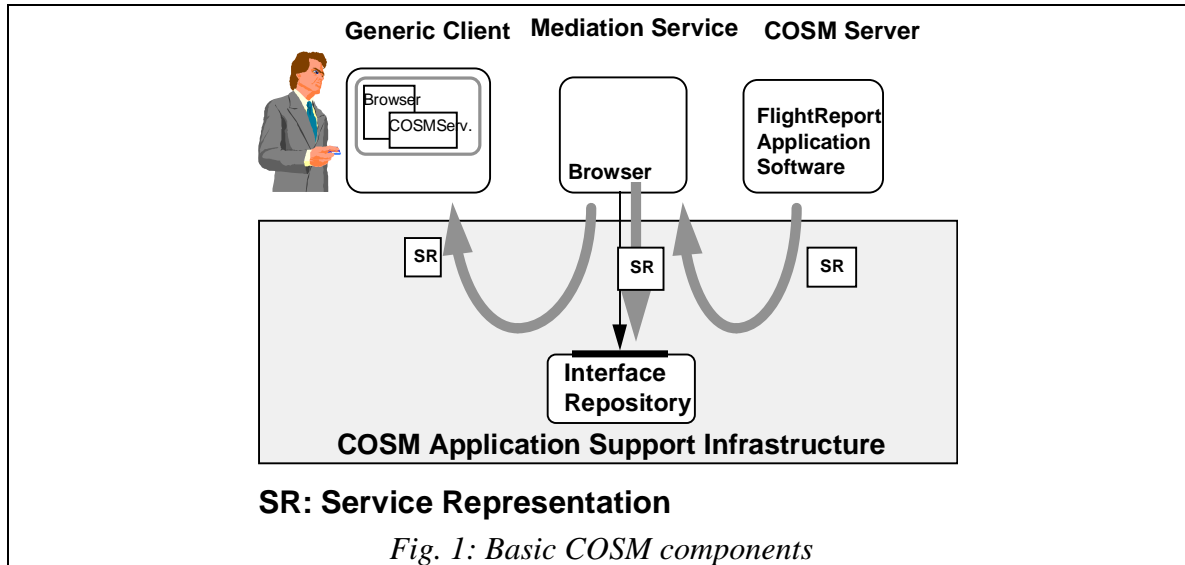 Generic Client Mediation Service COSM Server
Browser
COSMServ.
Browser
FlightReport
Application
Software
SR
SR
SR
Interface
Repository
COSM Application Support Infrastructure
SR: Service Representation
Fig. 1: Basic COSM components